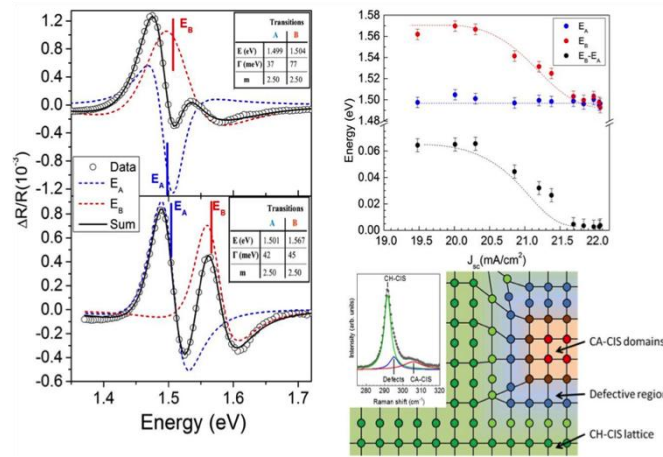 1.2
0.8
0.4
0.0
-0.4
-0.8
-1.2
E_B
E_A
Transitions
A B
E (eV) 1.499 1.504
Γ (meV) 37 77
m 2.50 2.50
ΔR/R(10⁻³)
Data
E_A
E_B
Sum
0.8
0.6
0.4
0.2
0.0
-0.2
-0.4
-0.6
E_A
E_B
Transitions
A B
E (eV) 1.501 1.567
Γ (meV) 42 45
m 2.50 2.50
1.4 1.5 1.6 1.7
Energy (eV)
1.58
1.56
1.54
1.52
1.50
1.48
0.06
0.04
0.02
0.00
Energy (eV)
E_A
E_B
E_B-E_A
19.0 19.5 20.0 20.5 21.0 21.5 22.0
J_SC(mA/cm²)
CH-CIS
Intensity (arb. units)
Defects CA-CIS
280 290 300 310 320
Raman shift (cm⁻¹)
CA-CIS domains
Defective region
CH-CIS lattice